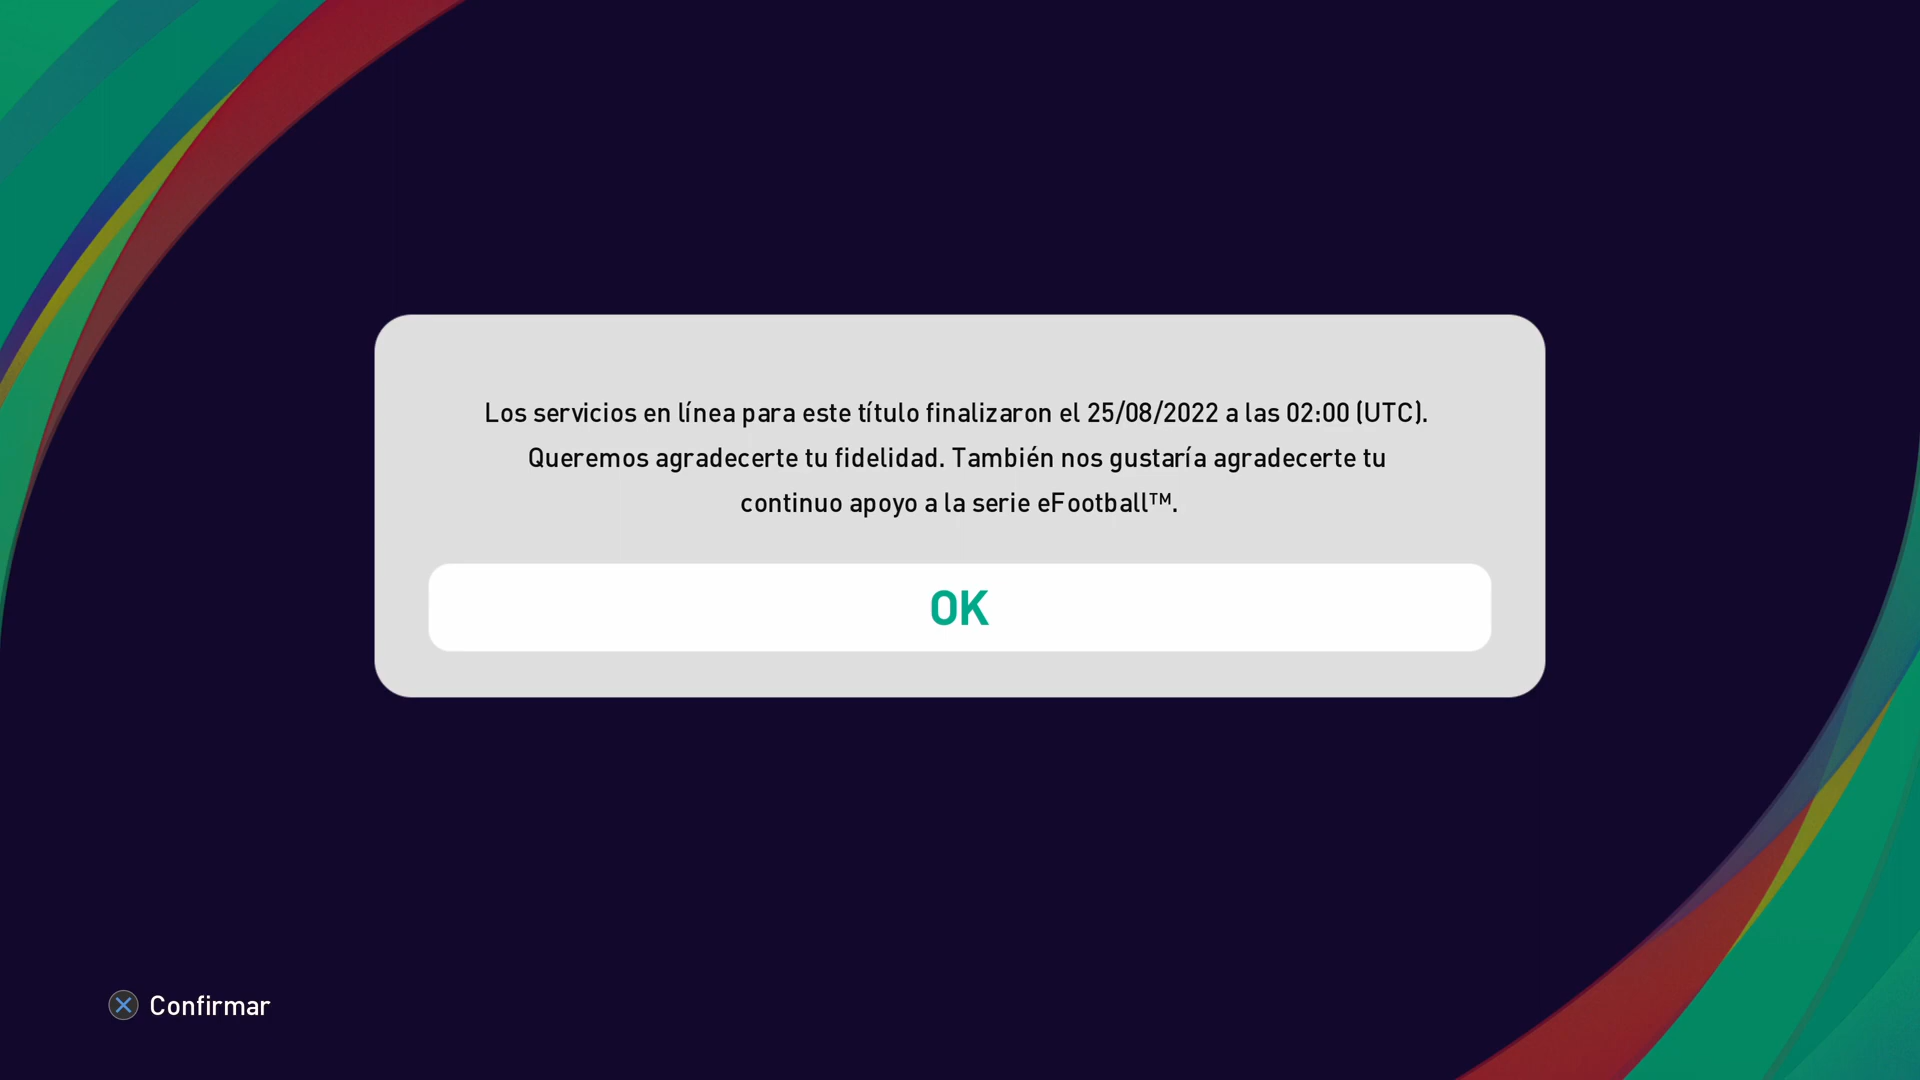 Los servicios en línea para este título finalizaron el 25/08/2022 a las 02:00 (UTC).
Queremos agradecerte tu fidelidad. También nos gustaría agradecerte tu
continuo apoyo a la serie eFootball™.
OK
Confirmar